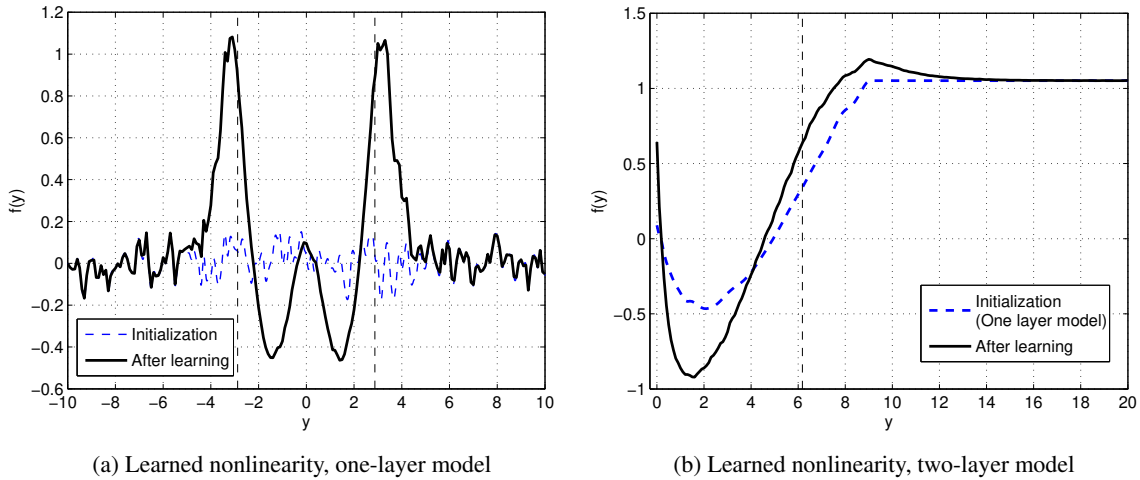 1.2
1
0.8
0.6
0.4
0.2
0
−0.2
−0.4
−0.6
f(y)
−10 −8 −6 −4 −2 0 2 4 6 8 10
y
Initialization
After learning
(a) Learned nonlinearity, one-layer model
1.5
1
0.5
0
−0.5
−1
f(y)
0 2 4 6 8 10 12 14 16 18 20
y
Initialization
(One layer model)
After learning
(b) Learned nonlinearity, two-layer model